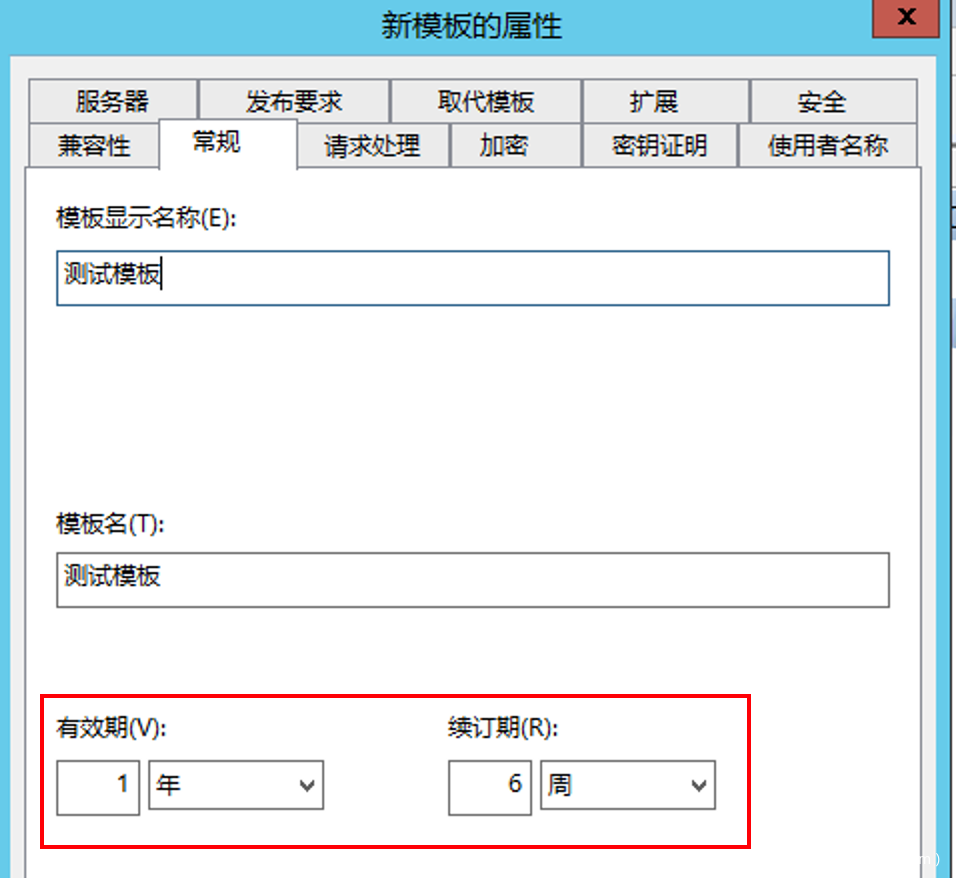 新模板的属性
x
服务器 发布要求 取代模板 扩展 安全
兼容性 常规 请求处理 加密 密钥证明 使用者名称
模板显示名称(E):
测试模板
模板名(T):
测试模板
有效期(V): 续订期(R):
1 年 6 周